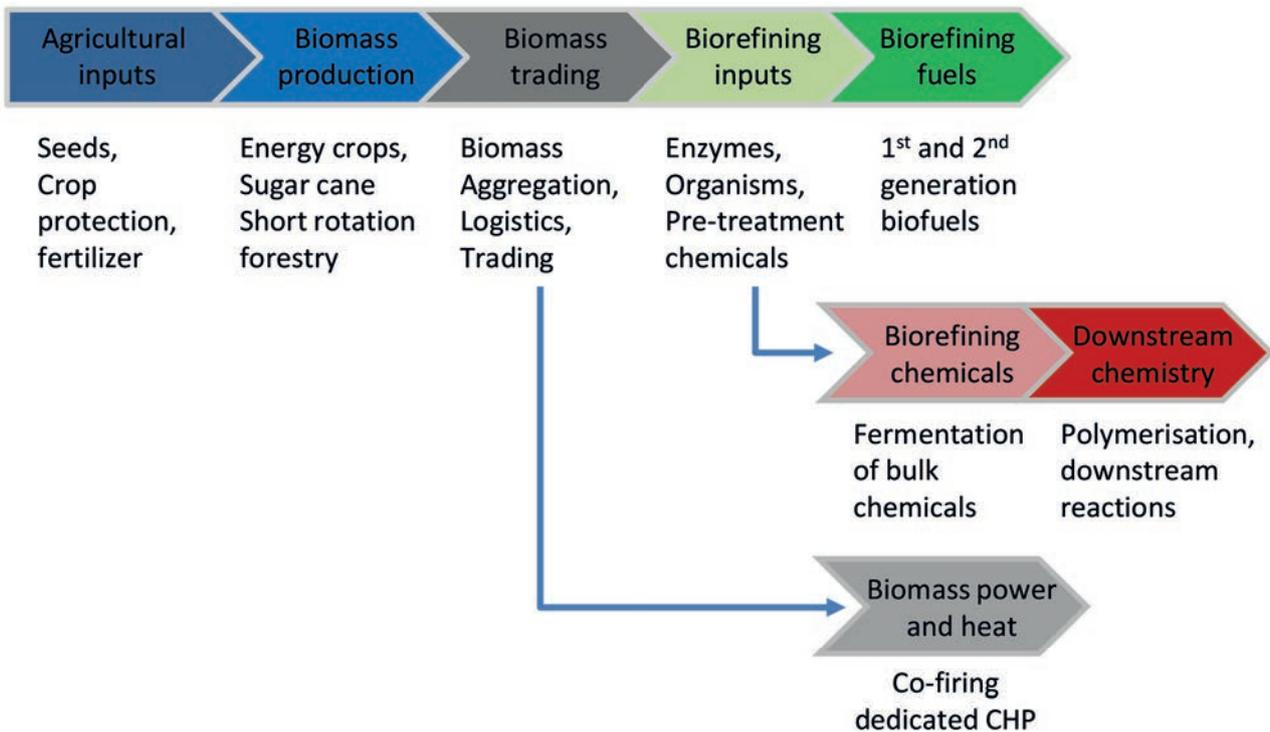 Agricultural
inputs
Biomass
production
Biomass
trading
Biorefining
inputs
Biorefining
fuels
Seeds,
Crop
protection,
fertilizer
Energy crops,
Sugar cane
Short rotation
forestry
Biomass
Aggregation,
Logistics,
Trading
Enzymes,
Organisms,
Pre-treatment
chemicals
1st and 2nd
generation
biofuels
Biorefining
chemicals
Downstream
chemistry
Fermentation
of bulk
chemicals
Polymerisation,
downstream
reactions
Biomass power
and heat
Co-firing
dedicated CHP